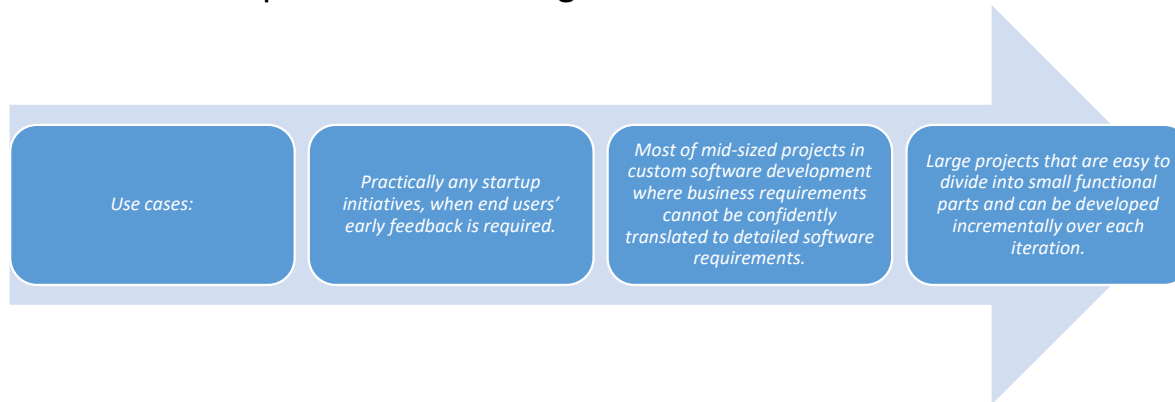 Use cases:
Practically any startup
initiatives, when end users’
early feedback is required.
Most of mid-sized projects in
custom software development
where business requirements
cannot be confidently
translated to detailed software
requirements.
Large projects that are easy to
divide into small functional
parts and can be developed
incrementally over each
iteration.